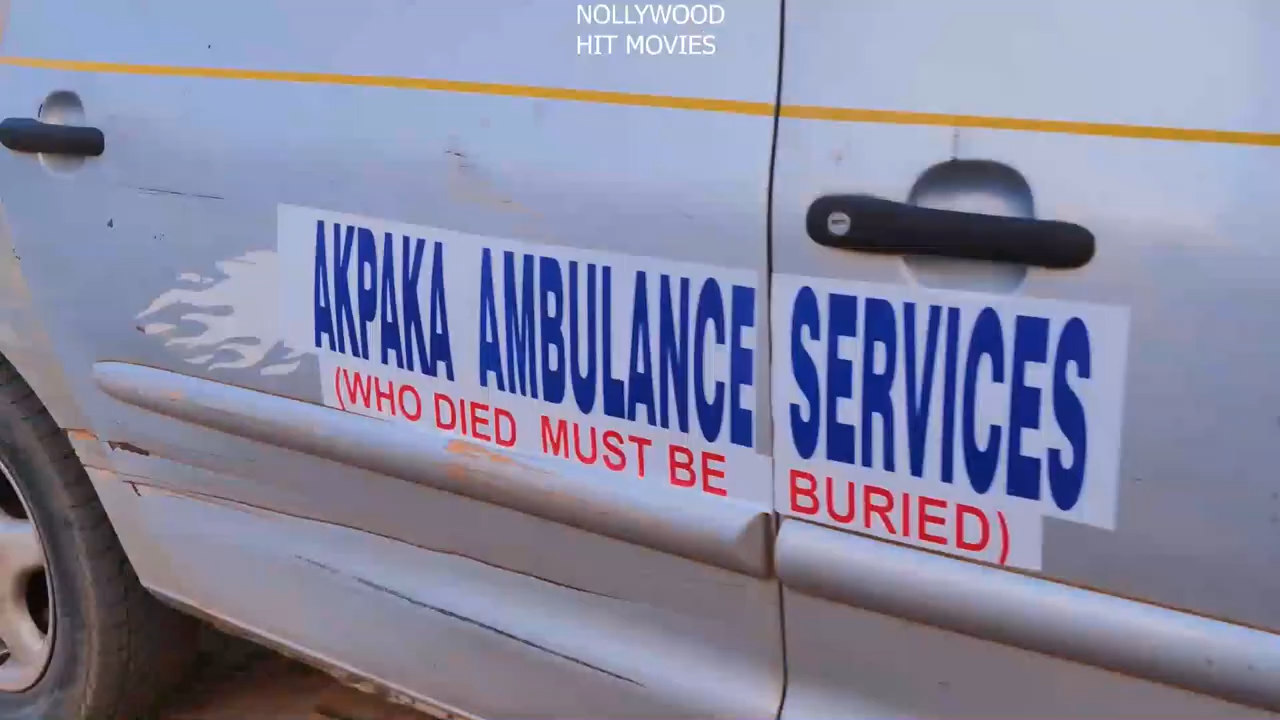 NOLLYWOOD
HIT MOVIES
AKPAKA AMBULANCE SERVICES
(WHO DIED MUST BE BURIED)